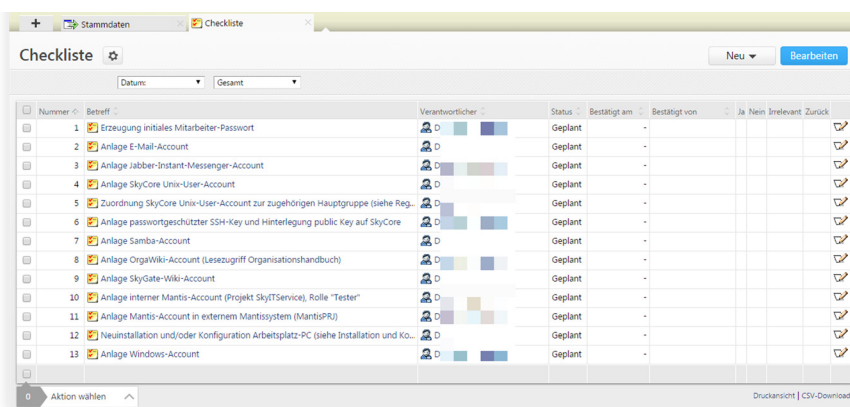 + Stammdaten × Checkliste ×
Checkliste Neu Bearbeiten
Datum: Gesamt
Nummer Betreff Verantwortlicher Status Bestätigt am Bestätigt von Ja Nein Irrelevant Zurück
1 Erzeugung initiales Mitarbeiter-Passwort D Geplant -
2 Anlage E-Mail-Account D Geplant -
3 Anlage Jabber-Instant-Messenger-Account D Geplant -
4 Anlage SkyCore Unix-User-Account D Geplant -
5 Zuordnung SkyCore Unix-User-Account zur zugehörigen Hauptgruppe (siehe Reg... D Geplant -
6 Anlage passwortgeschützter SSH-Key und Hinterlegung public Key auf SkyCore D Geplant -
7 Anlage Samba-Account D Geplant -
8 Anlage OrgaWiki-Account (Lesezugriff Organisationshandbuch) D Geplant -
9 Anlage SkyGate-Wiki-Account D Geplant -
10 Anlage interner Mantis-Account (Projekt SkyITService), Rolle "Tester" D Geplant -
11 Anlage Mantis-Account in externem Mantissystem (MantisPRJ) D Geplant -
12 Neuinstallation und/oder Konfiguration Arbeitsplatz-PC (siehe Installation und Ko... D Geplant -
13 Anlage Windows-Account D Geplant -
0 Aktion wählen Druckansicht | CSV-Download